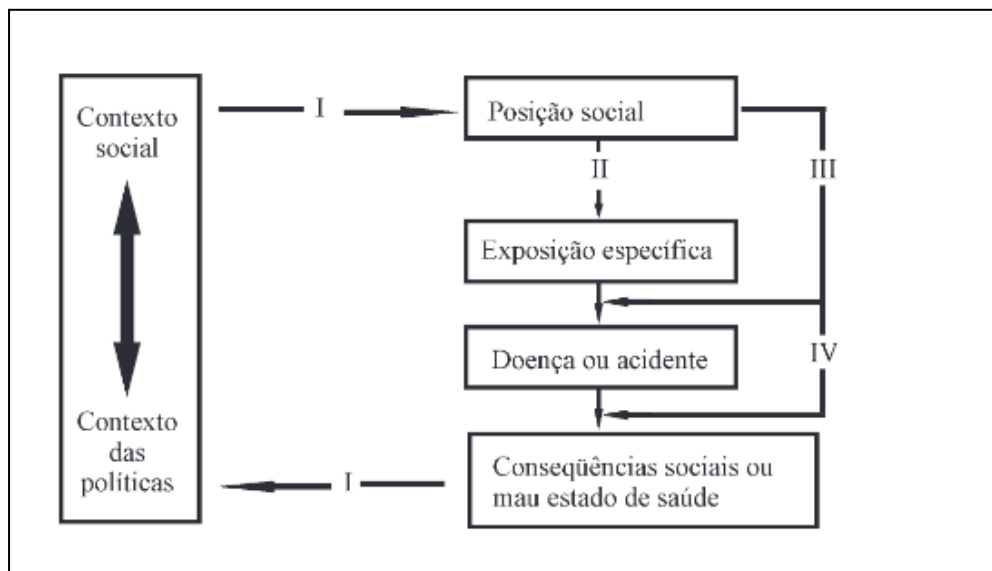 Contexto
social
I
Posição social
II
III
Exposição específica
Doença ou acidente
IV
Contexto
das
políticas
I
Conseqüências sociais ou
mau estado de saúde